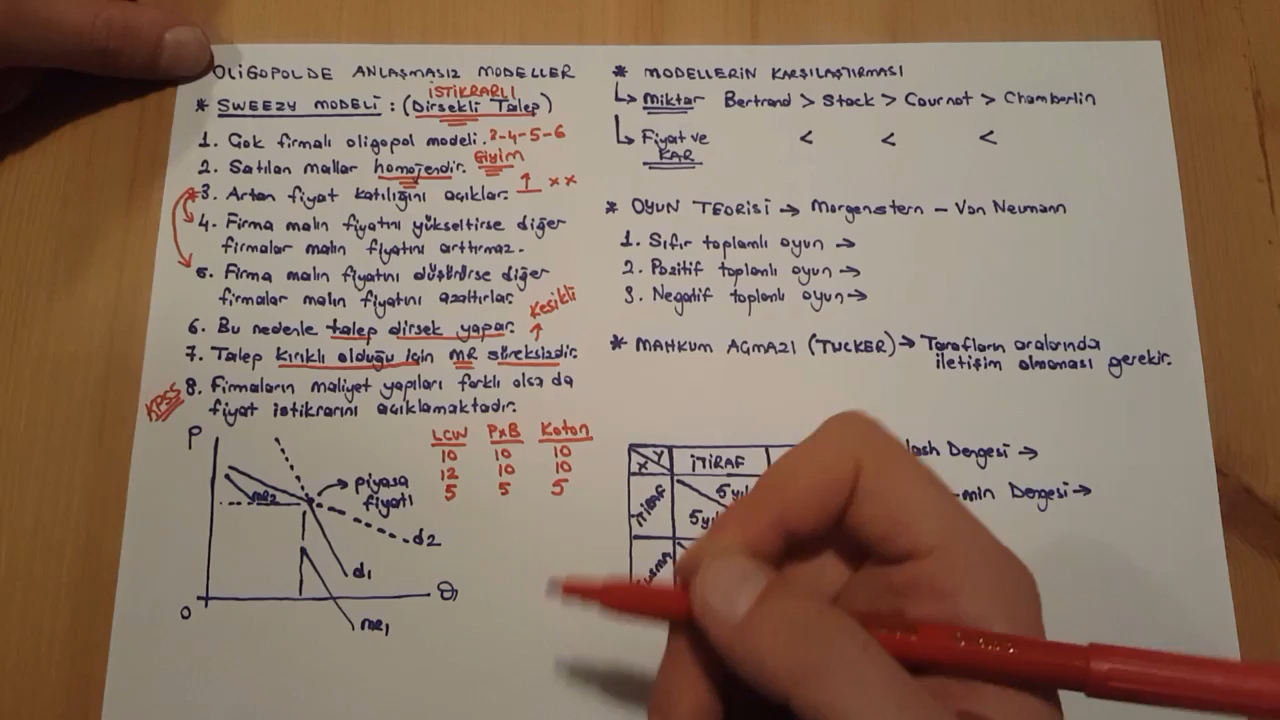 OLİGOPOLDE ANLAŞMASIZ MODELLER
İSTİKRARLI
* SWEEZY MODELİ : (Dirsekli Talep)
1. Çok firmalı oligopol modeli. 3-4-5-6
2. Satılan mallar homojendir. Giyim
3. Artan fiyat katılığını açıklar. ↑ x x
4. Firma malın fiyatını yükseltirse diğer
firmalar malın fiyatını arttırmaz.
5. Firma malın fiyatını düşürürse diğer
firmalar malın fiyatını azaltırlar.
Kesikli
6. Bu nedenle talep dirsek yapar.
7. Talep kırıklı olduğu için MR süreksizdir.
KPSS
8. Firmaların maliyet yapıları farklı olsa da
fiyat istikrarını açıklamaktadır.
LCW P&B Koton
10 10 10
12 10 10
5 5 5
P
MR2
piyasa
fiyatı
d2
d1
Q
0
MR1
* MODELLERİN KARŞILAŞTIRMASI
Miktar Bertrand > Stack > Cournot > Chamberlin
Fiyat ve < < <
KAR
* OYUN TEORİSİ → Morgenstern - Von Neumann
1. Sıfır toplamlı oyun →
2. Pozitif toplamlı oyun →
3. Negatif toplamlı oyun →
* MAHKUM AÇMAZI (TUCKER) → Tarafların aralarında
iletişim olmaması gerekir.
X Y İTİRAF
İTİRAF 5 yıl
5 yıl
SUSMA
Dengesi →
min Dengesi →